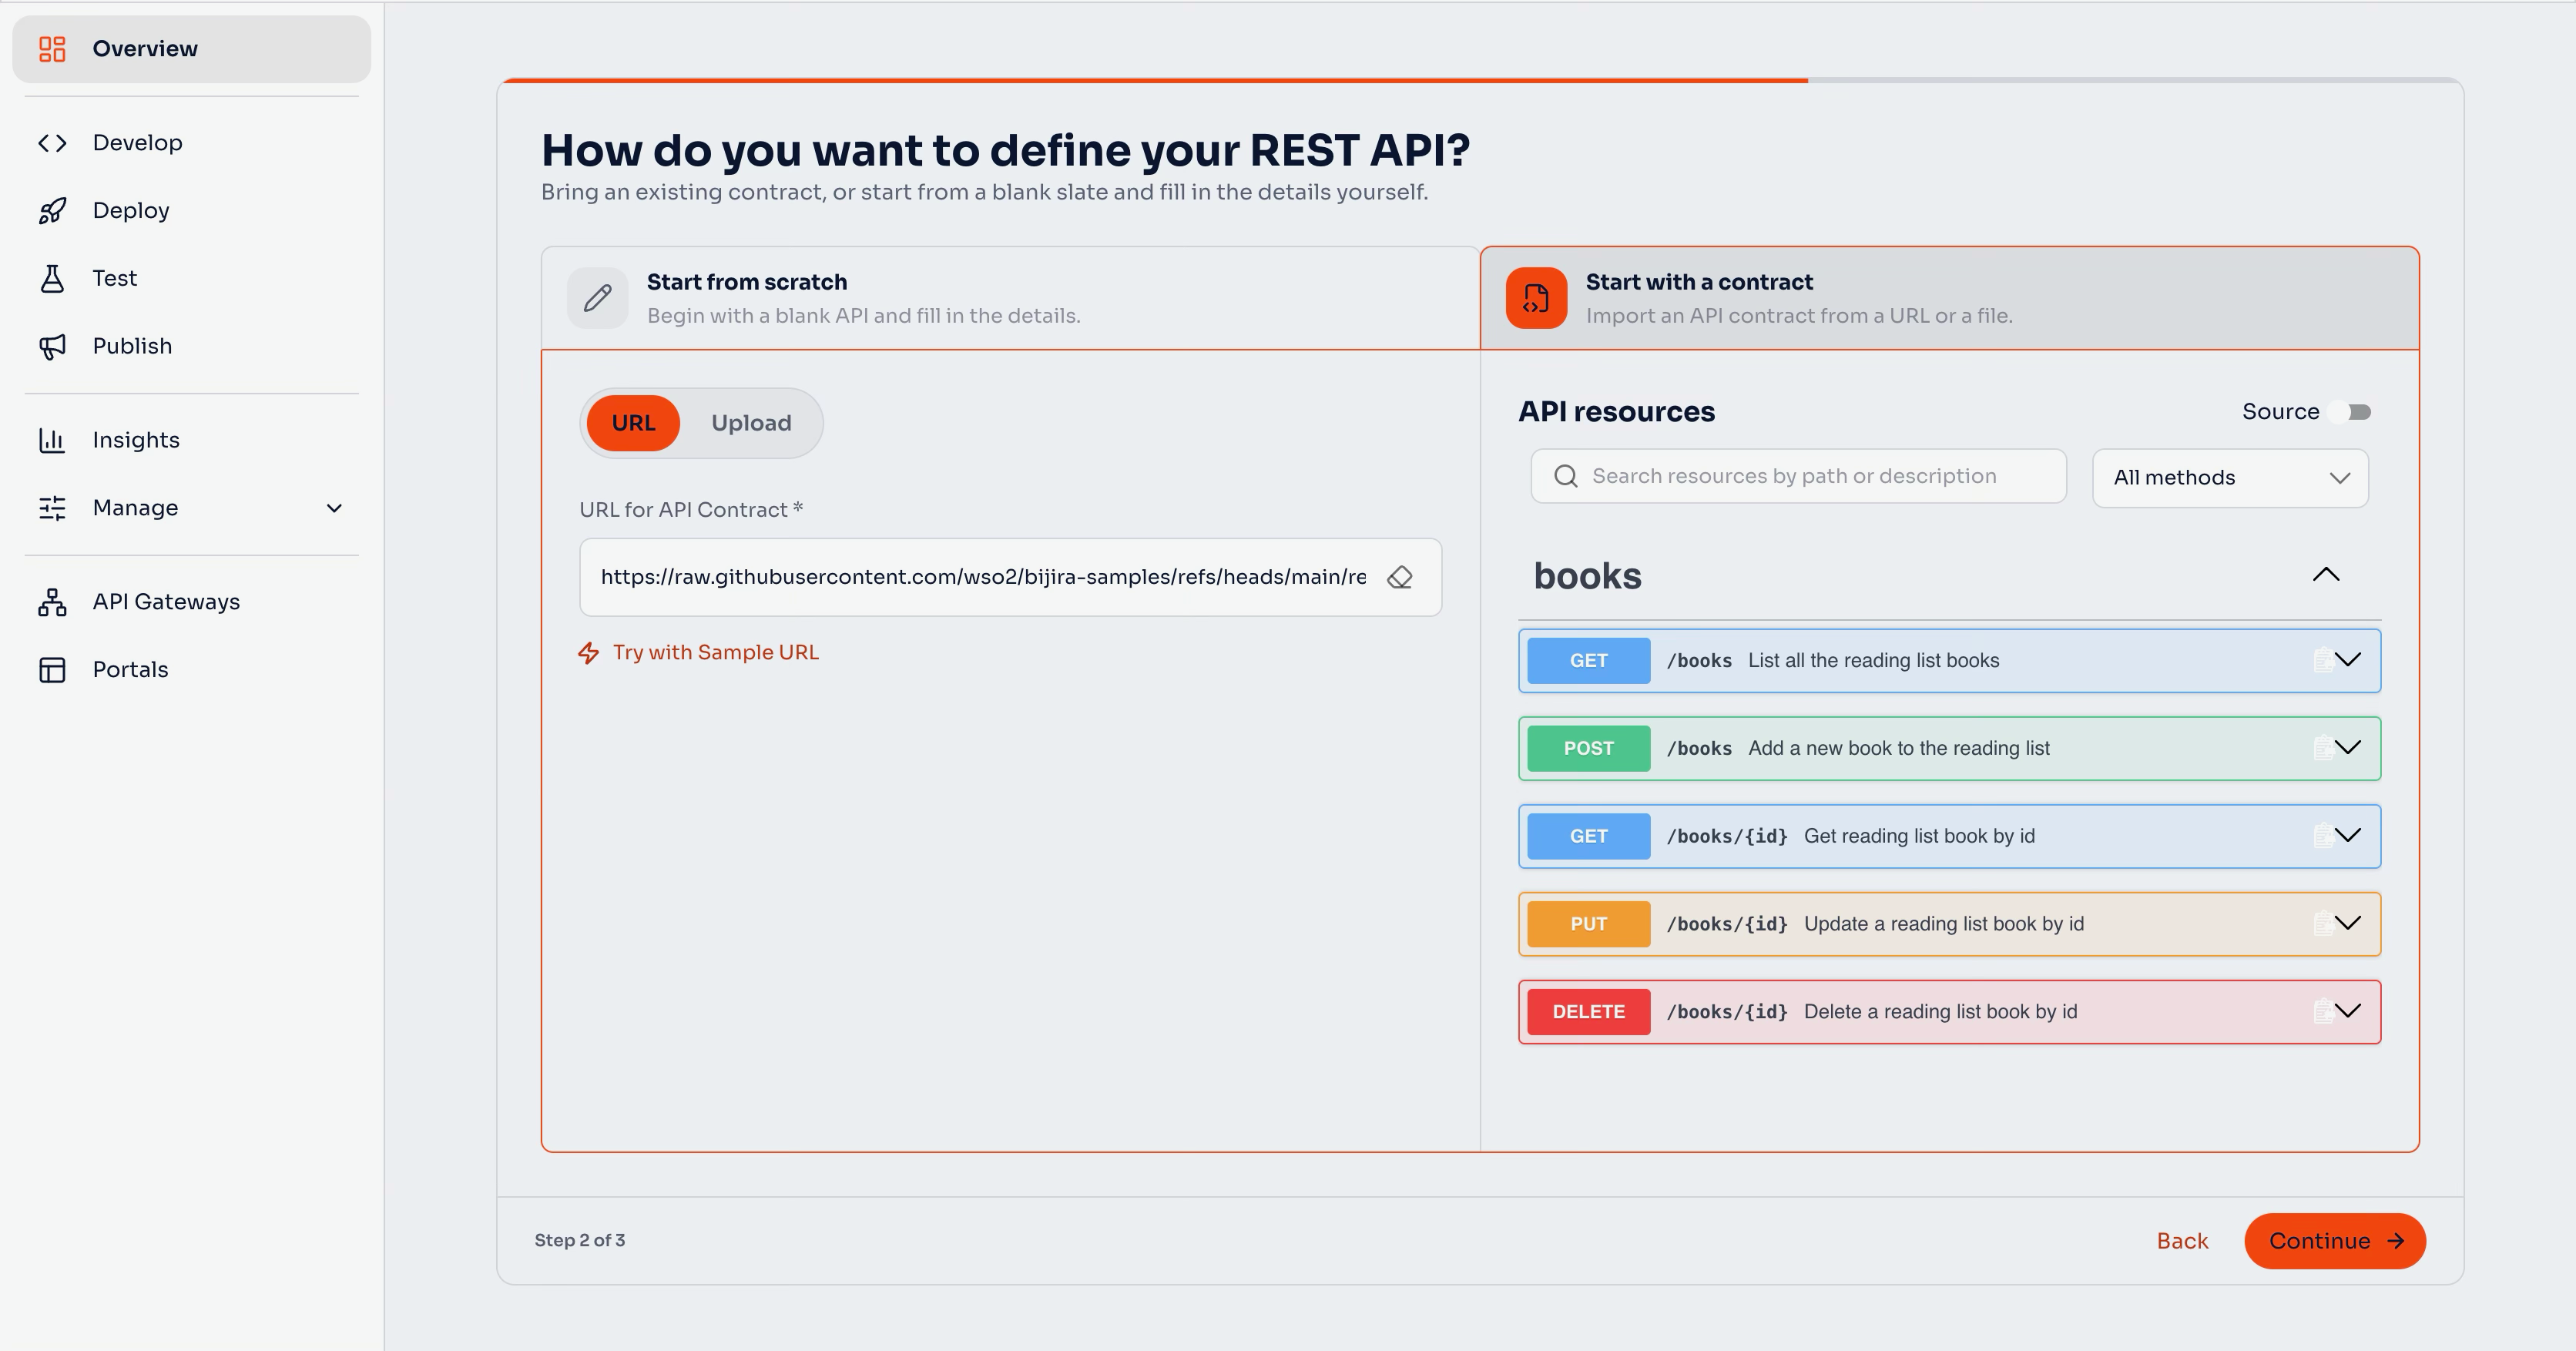 Overview
Develop
Deploy
Test
Publish
Insights
Manage
API Gateways
Portals
How do you want to define your REST API?
Bring an existing contract, or start from a blank slate and fill in the details yourself.
Start from scratch
Begin with a blank API and fill in the details.
Start with a contract
Import an API contract from a URL or a file.
URL Upload
URL for API Contract *
https://raw.githubusercontent.com/wso2/bijira-samples/refs/heads/main/re
Try with Sample URL
API resources Source
Search resources by path or description All methods
books
GET /books List all the reading list books
POST /books Add a new book to the reading list
GET /books/{id} Get reading list book by id
PUT /books/{id} Update a reading list book by id
DELETE /books/{id} Delete a reading list book by id
Step 2 of 3 Back Continue